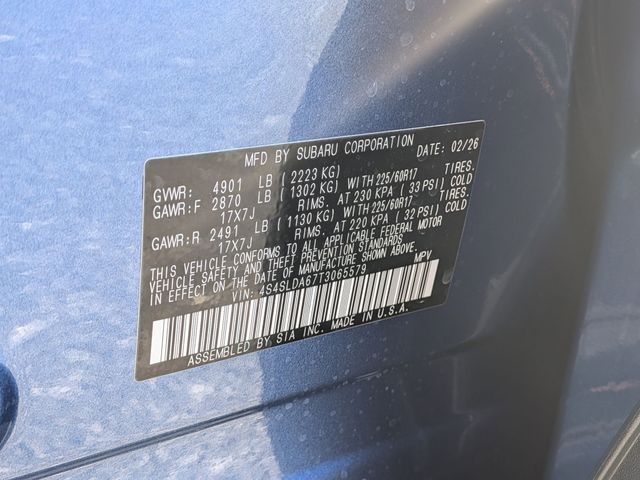 MFD BY SUBARU CORPORATION DATE: 02/26
GVWR: 4901 LB (2223 KG)
GAWR:F 2870 LB (1302 KG) WITH 225/60R17 TIRES.
17X7J RIMS. AT 230 KPA (33 PSI) COLD
GAWR:R 2491 LB (1130 KG) WITH 225/60R17 TIRES.
17X7J RIMS. AT 220 KPA (32 PSI) COLD
THIS VEHICLE CONFORMS TO ALL APPLICABLE FEDERAL MOTOR
VEHICLE SAFETY AND THEFT PREVENTION STANDARDS
IN EFFECT ON THE DATE OF MANUFACTURE SHOWN ABOVE.
VIN: 4S4SLDA67T3065579 MPV
ASSEMBLED BY SIA INC. MADE IN U.S.A.